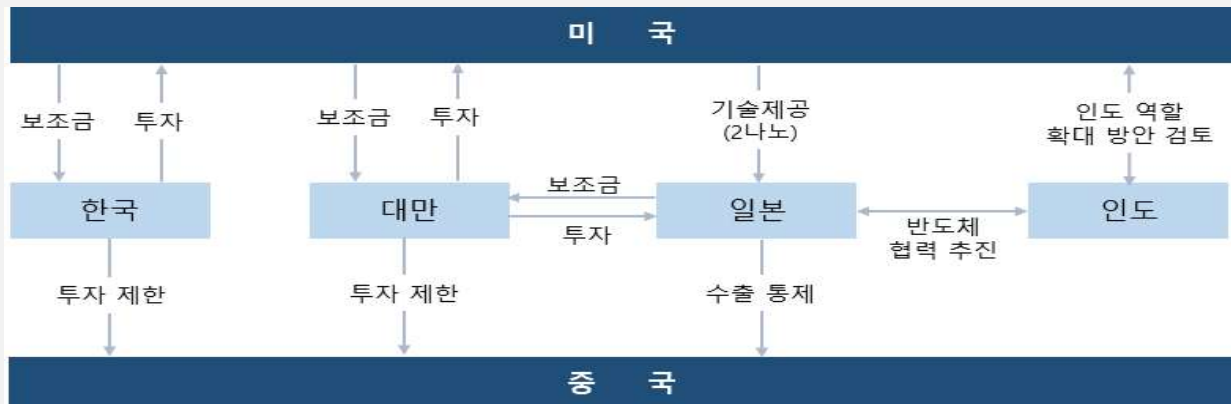 미 국
보조금
투자
보조금
투자
기술제공
(2나노)
인도 역할
확대 방안 검토
한국
대만
보조금
투자
일본
반도체
협력 추진
인도
투자 제한
투자 제한
수출 통제
중 국